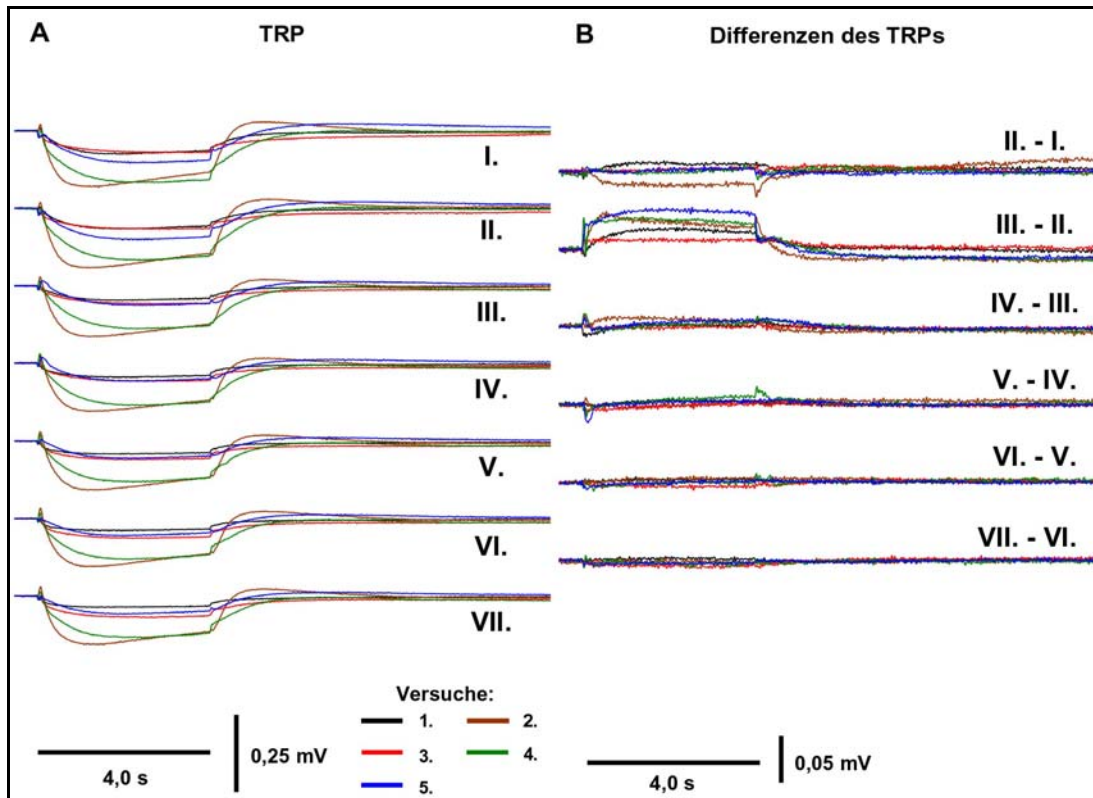 A
TRP
I.
II.
III.
IV.
V.
VI.
VII.
B
Differenzen des TRPs
II. - I.
III. - II.
IV. - III.
V. - IV.
VI. - V.
VII. - VI.
Versuche:
1. 2.
3. 4.
5.
4,0 s
0,25 mV
4,0 s
0,05 mV